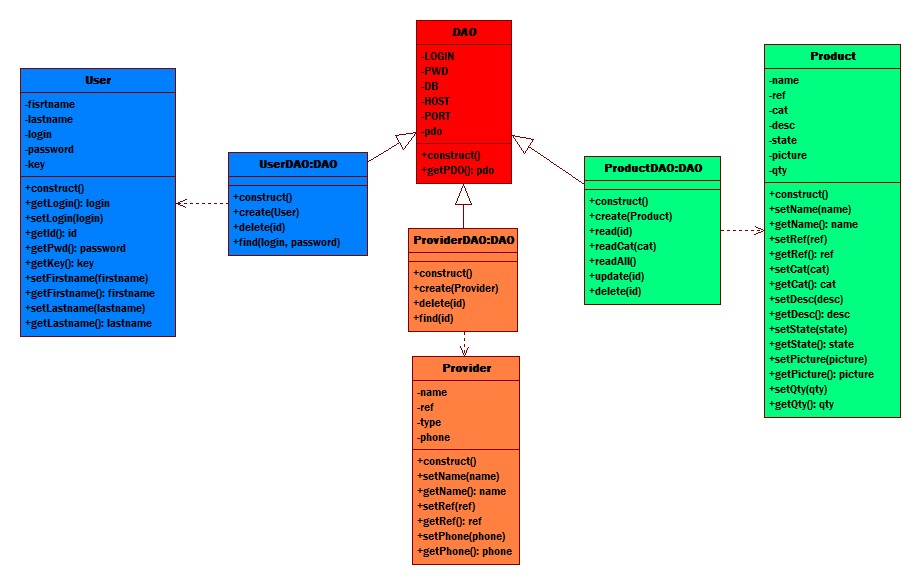 DAO
-LOGIN
-PWD
-DB
-HOST
-PORT
-pdo
+construct()
+getPDO(): pdo
User
-fisrtname
-lastname
-login
-password
-key
+construct()
+getLogin(): login
+setLogin(login)
+getId(): id
+getPwd(): password
+getKey(): key
+setFirstname(firstname)
+getFirstname(): firstname
+setLastname(lastname)
+getLastname(): lastname
UserDAO:DAO
+construct()
+create(User)
+delete(id)
+find(login, password)
ProviderDAO:DAO
+construct()
+create(Provider)
+delete(id)
+find(id)
Provider
-name
-ref
-type
-phone
+construct()
+setName(name)
+getName(): name
+setRef(ref)
+getRef(): ref
+setPhone(phone)
+getPhone(): phone
ProductDAO:DAO
+construct()
+create(Product)
+read(id)
+readCat(cat)
+readAll()
+update(id)
+delete(id)
Product
-name
-ref
-cat
-desc
-state
-picture
-qty
+construct()
+setName(name)
+getName(): name
+setRef(ref)
+getRef(): ref
+setCat(cat)
+getCat(): cat
+setDesc(desc)
+getDesc(): desc
+setState(state)
+getState(): state
+setPicture(picture)
+getPicture(): picture
+setQty(qty)
+getQty(): qty